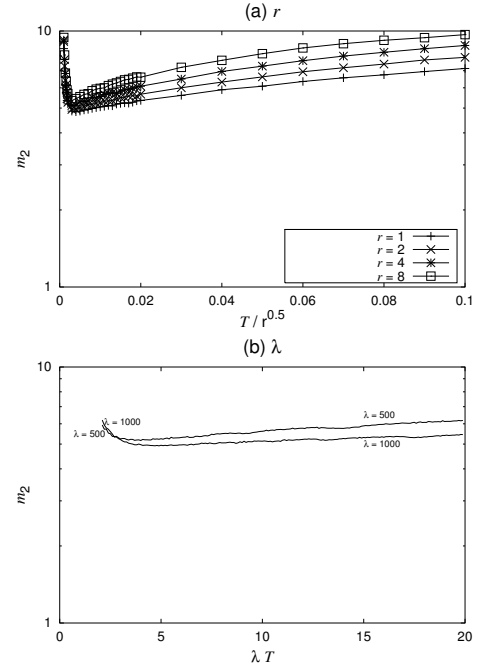 (a) r
10
m2
1
r = 1
r = 2
r = 4
r = 8
0 0.02 0.04 0.06 0.08 0.1
T / r^0.5
(b) λ
10
λ = 1000
λ = 500
λ = 500
λ = 1000
m2
1
0 5 10 15 20
λ T